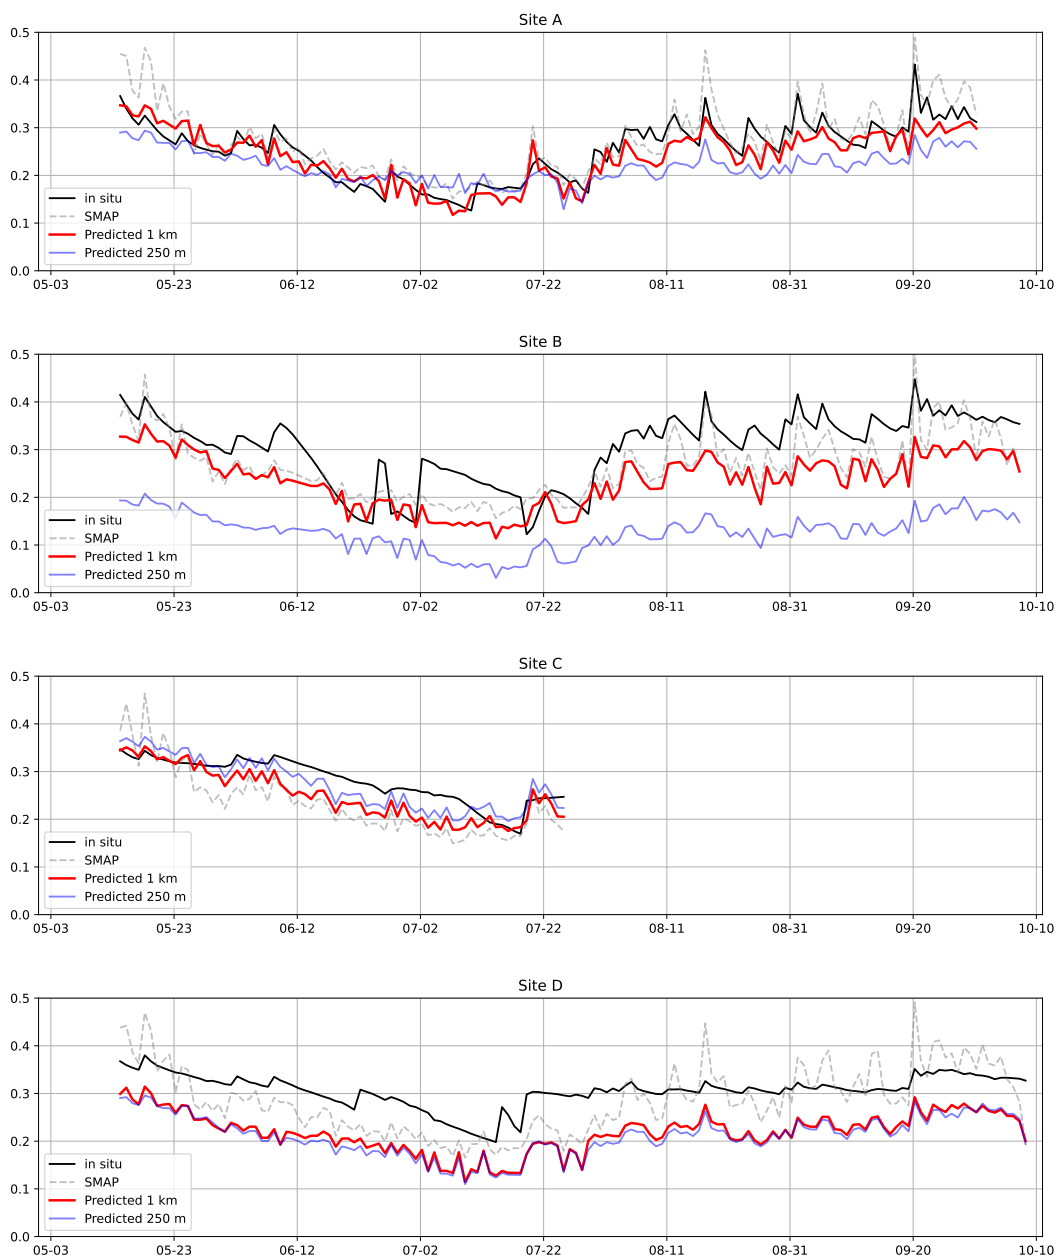 Site A
0.5
0.4
0.3
0.2
0.1
0.0
in situ
SMAP
Predicted 1 km
Predicted 250 m
05-03 05-23 06-12 07-02 07-22 08-11 08-31 09-20 10-10
Site B
0.5
0.4
0.3
0.2
0.1
0.0
in situ
SMAP
Predicted 1 km
Predicted 250 m
05-03 05-23 06-12 07-02 07-22 08-11 08-31 09-20 10-10
Site C
0.5
0.4
0.3
0.2
0.1
0.0
in situ
SMAP
Predicted 1 km
Predicted 250 m
05-03 05-23 06-12 07-02 07-22 08-11 08-31 09-20 10-10
Site D
0.5
0.4
0.3
0.2
0.1
0.0
in situ
SMAP
Predicted 1 km
Predicted 250 m
05-03 05-23 06-12 07-02 07-22 08-11 08-31 09-20 10-10